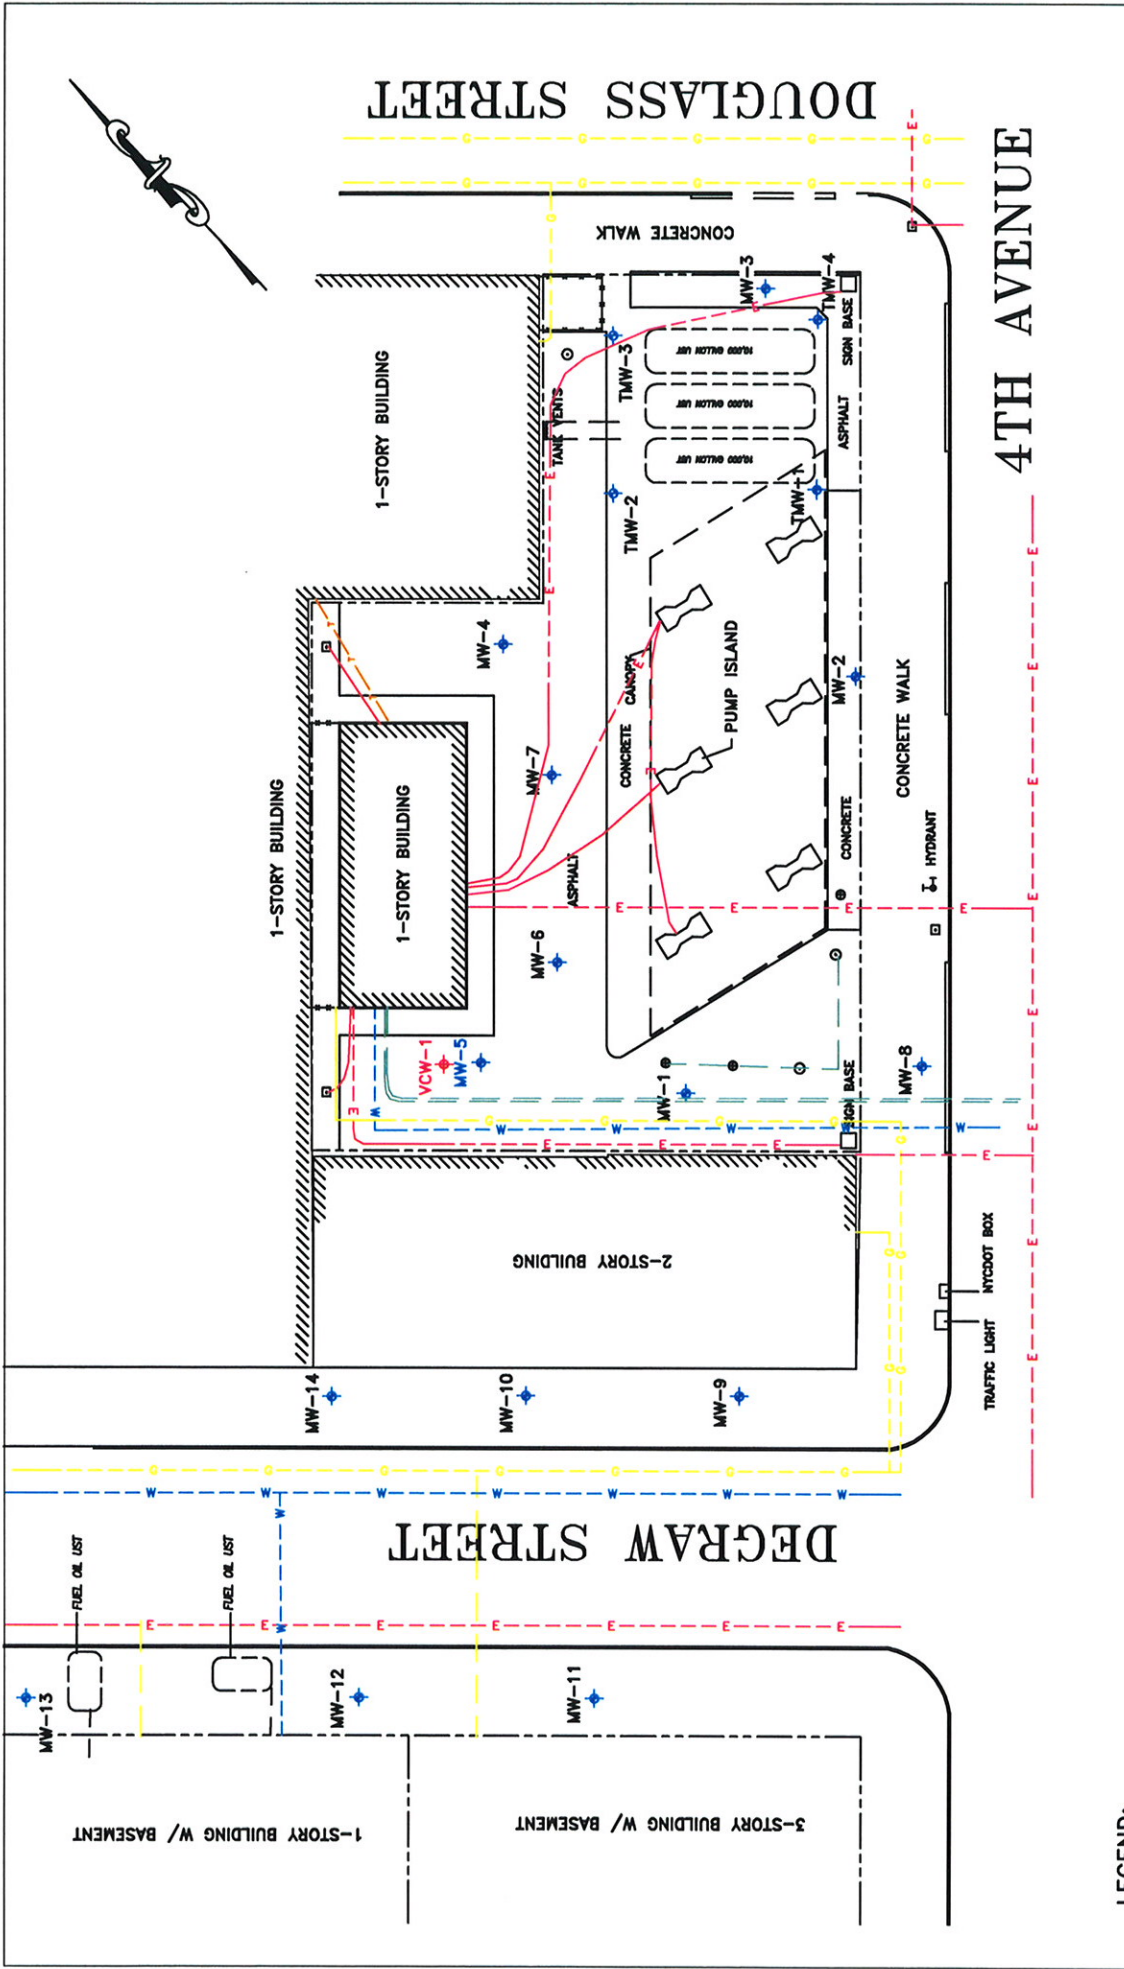 DOUGLASS STREET
4TH AVENUE
DEGRAW STREET
CONCRETE WALK
1-STORY BUILDING
1-STORY BUILDING
1-STORY BUILDING
2-STORY BUILDING
1-STORY BUILDING W/ BASEMENT
3-STORY BUILDING W/ BASEMENT
MW-3
TMW-4
TMW-3
TMW-2
TMW-1
TANK VENTS
10,000 GALLON UST
10,000 GALLON UST
10,000 GALLON UST
SIGN BASE
ASPHALT
MW-4
MW-7
MW-6
ASPHALT
CONCRETE
CANOPY
PUMP ISLAND
MW-2
CONCRETE
CONCRETE WALK
HYDRANT
VCW-1
MW-5
MW-1
SIGN BASE
MW-8
NYCDOT BOX
TRAFFIC LIGHT
MW-14
MW-10
MW-9
FUEL OIL UST
FUEL OIL UST
MW-13
MW-12
MW-11
G G G G G
G G G G G
G
E
E
E
E
E
E
E
T
T
E E E E
E E E E E E E E
E
E
E E E
W
W W W W W
G G G G
G
G G
G G
G G G G G G G
W W W W W W W
W
W
E E E E E E E
LEGEND: